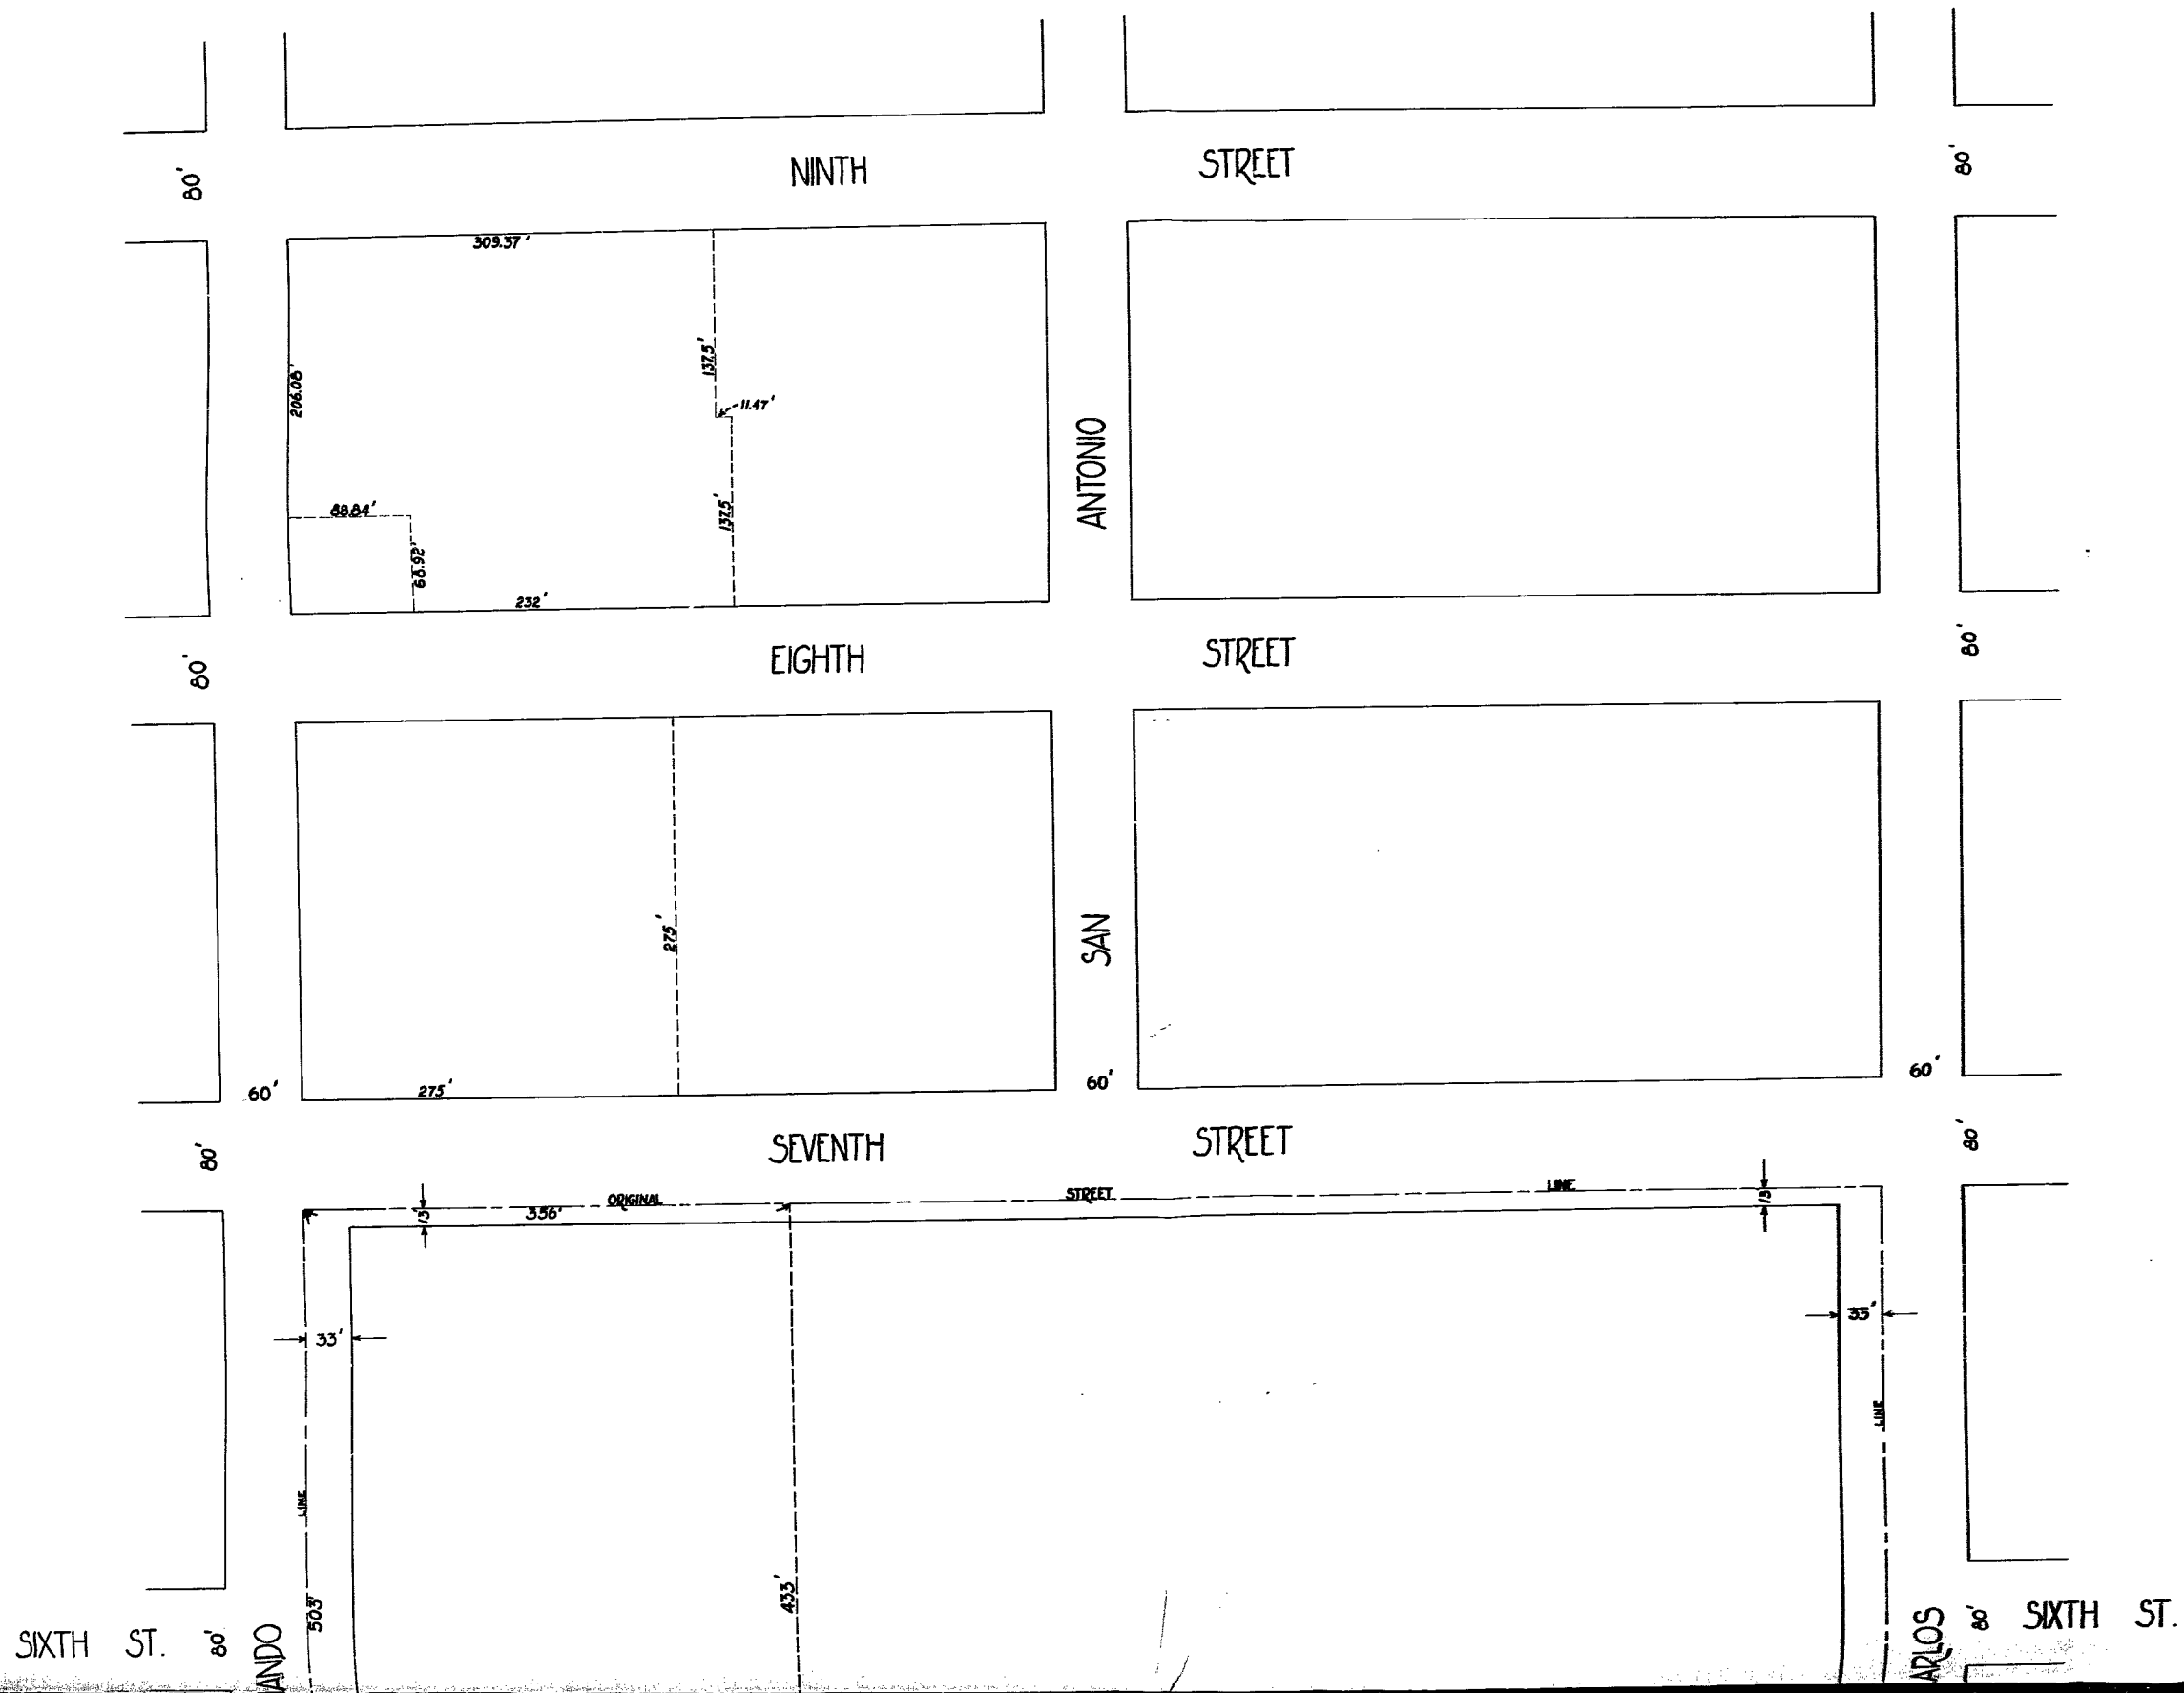 NINTH STREET
80'
80'
309.37'
137.5'
11.47'
206.08'
88.84'
68.92'
137.5'
232'
ANTONIO
EIGHTH STREET
80'
80'
275'
SAN
275'
60'
60'
60'
SEVENTH STREET
80'
80'
ORIGINAL STREET LINE
356'
13'
13'
33'
33'
LINE
LINE
503'
433'
SIXTH ST.
80'
ANDO
ARLOS
80'
SIXTH ST.